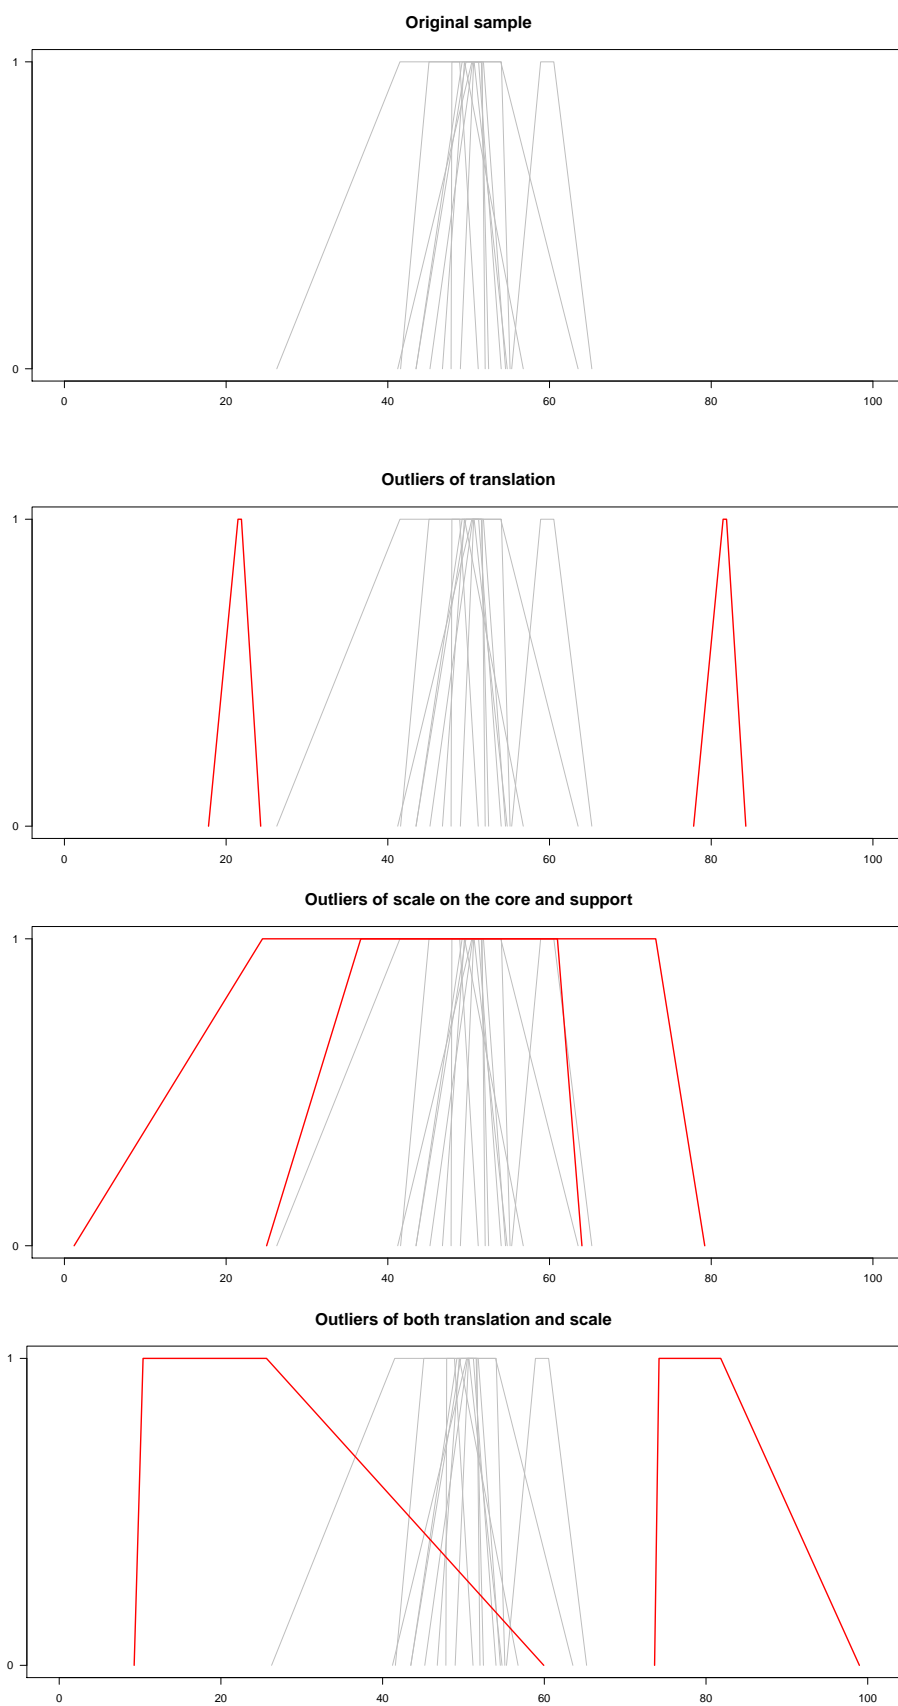 Original sample
1
0
0 20 40 60 80 100
Outliers of translation
1
0
0 20 40 60 80 100
Outliers of scale on the core and support
1
0
0 20 40 60 80 100
Outliers of both translation and scale
1
0
0 20 40 60 80 100